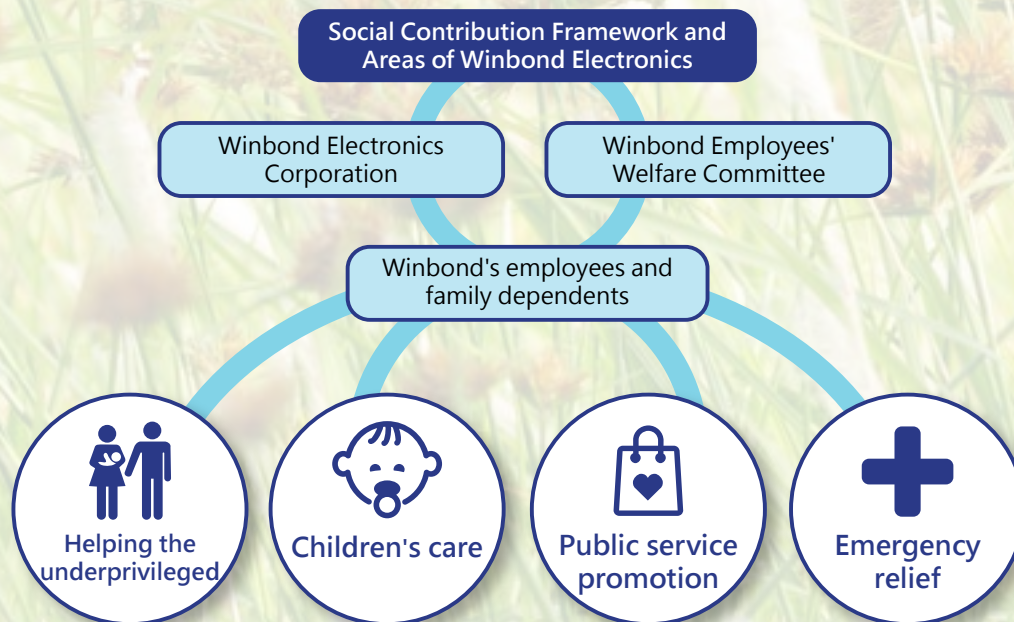 Social Contribution Framework and
Areas of Winbond Electronics
Winbond Electronics
Corporation
Winbond Employees'
Welfare Committee
Winbond's employees and
family dependents
Helping the
underprivileged
Children's care
Public service
promotion
Emergency
relief